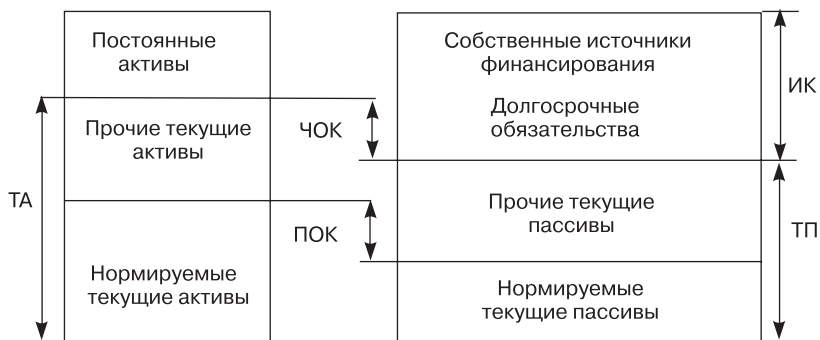 Постоянные
активы
Прочие текущие
активы
Нормируемые
текущие активы
ТА
ЧОК
ПОК
Собственные источники
финансирования
Долгосрочные
обязательства
Прочие текущие
пассивы
Нормируемые
текущие пассивы
ИК
ТП